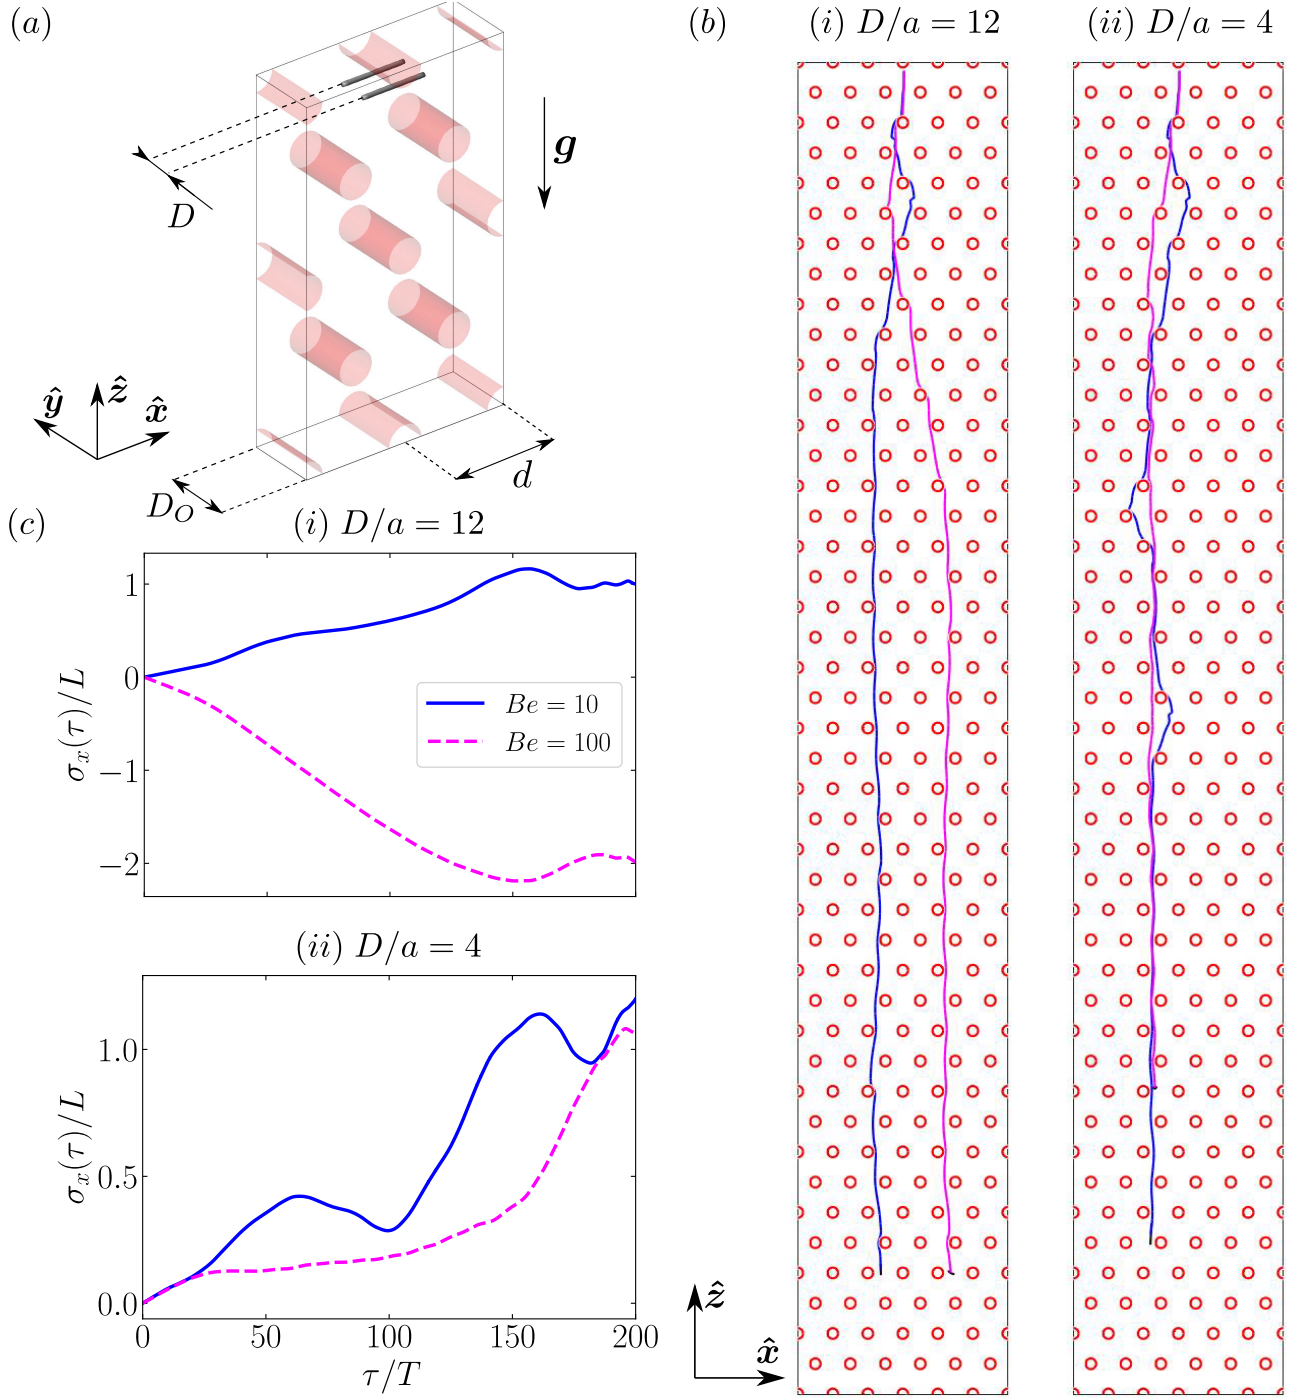 (a)
D
g
ŷ
ẑ
x̂
D_O
d
(b)
(i) D/a = 12
(ii) D/a = 4
ẑ
x̂
(c)
(i) D/a = 12
1
0
−1
−2
σ_x(τ)/L
Be = 10
Be = 100
(ii) D/a = 4
1.0
0.5
0.0
σ_x(τ)/L
0 50 100 150 200
τ/T